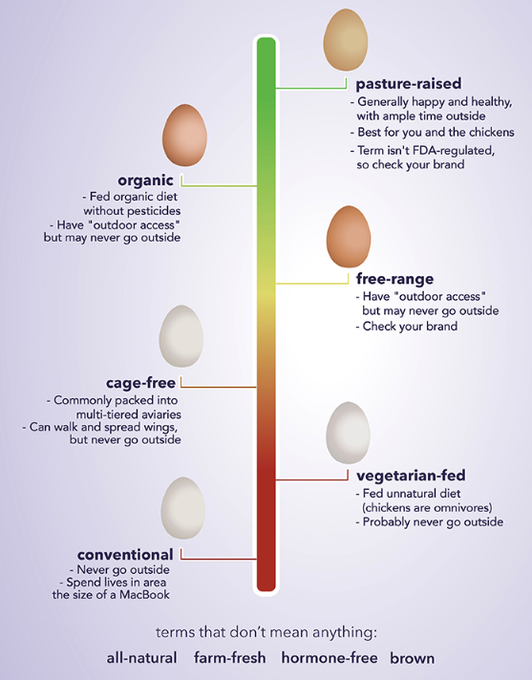 pasture-raised
- Generally happy and healthy,
with ample time outside
- Best for you and the chickens
- Term isn't FDA-regulated,
so check your brand
organic
- Fed organic diet
without pesticides
- Have "outdoor access"
but may never go outside
free-range
- Have "outdoor access"
but may never go outside
- Check your brand
cage-free
- Commonly packed into
multi-tiered aviaries
- Can walk and spread wings,
but never go outside
vegetarian-fed
- Fed unnatural diet
(chickens are omnivores)
- Probably never go outside
conventional
- Never go outside
- Spend lives in area
the size of a MacBook
terms that don't mean anything:
all-natural farm-fresh hormone-free brown